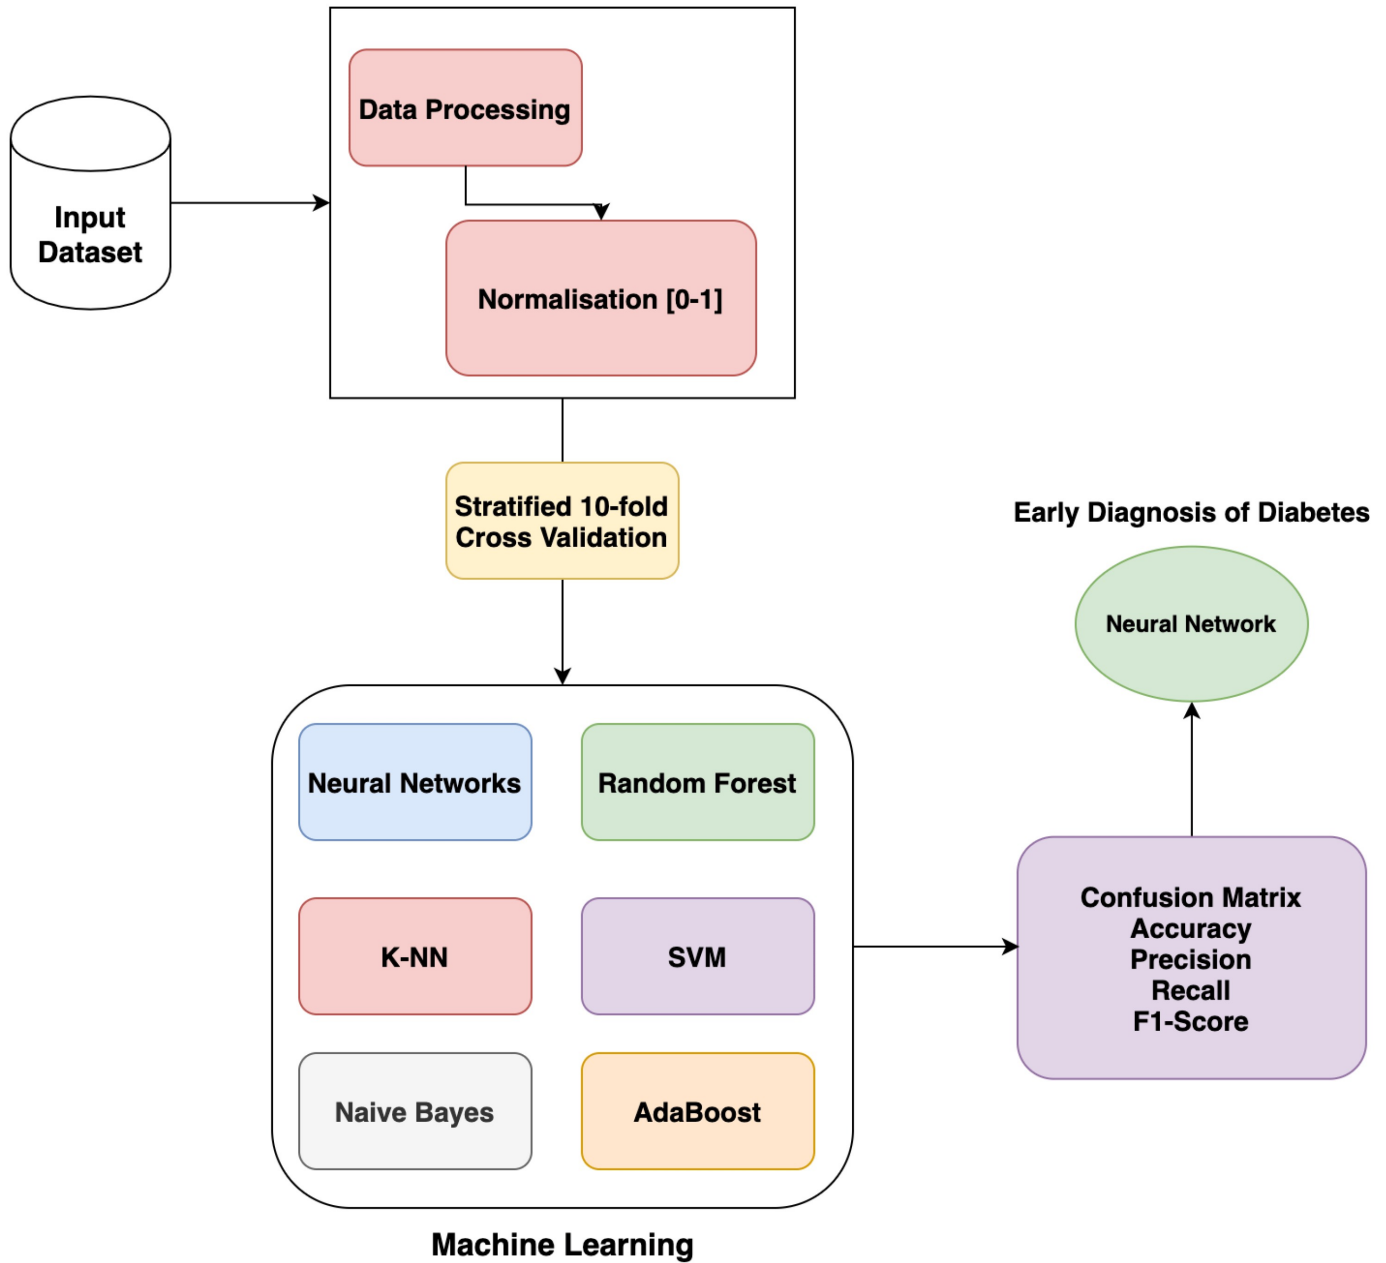 Data Processing
Input
Dataset
Normalisation [0-1]
Stratified 10-fold
Cross Validation
Early Diagnosis of Diabetes
Neural Network
Neural Networks
Random Forest
K-NN
SVM
Naive Bayes
AdaBoost
Machine Learning
Confusion Matrix
Accuracy
Precision
Recall
F1-Score